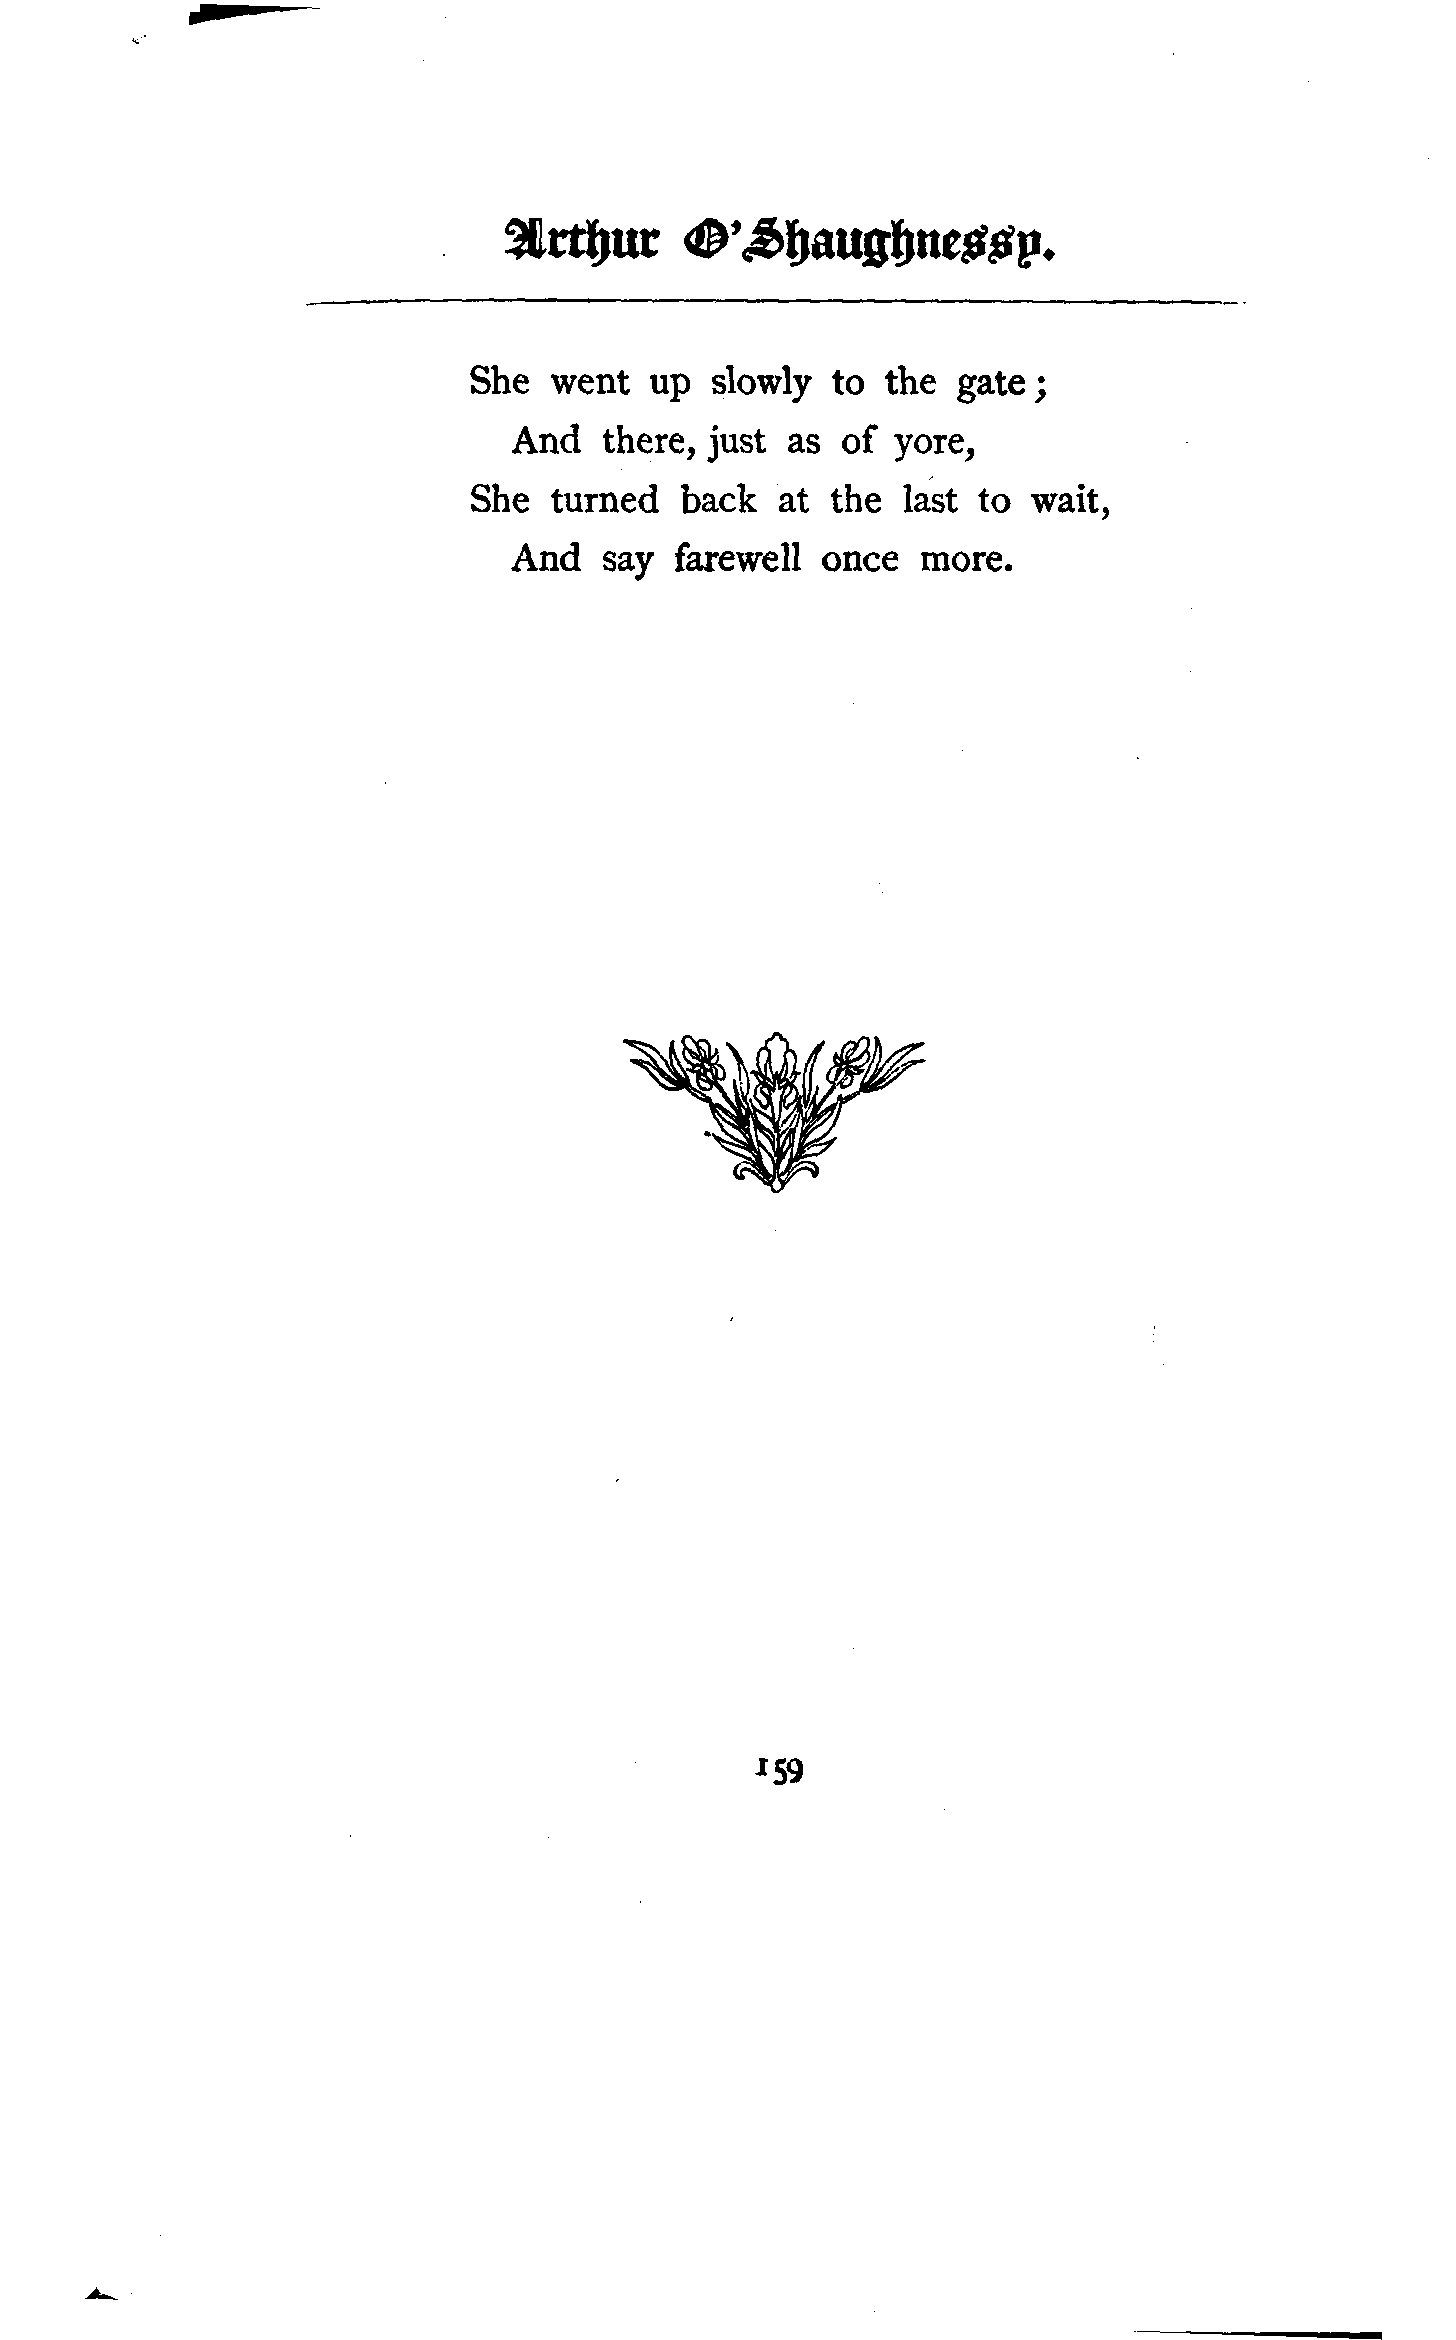 Arthur O'Shaughnessy.
She went up slowly to the gate;
And there, just as of yore,
She turned back at the last to wait,
And say farewell once more.
159